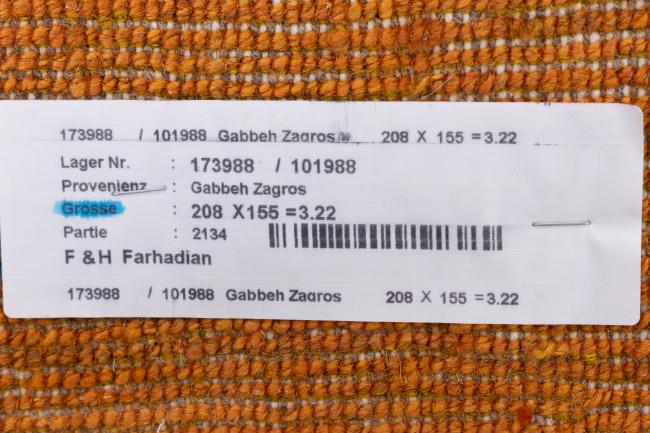 173988 / 101988 Gabbeh Zagros 208 X 155 =3.22
Lager Nr. : 173988 / 101988
Provenienz : Gabbeh Zagros
Grosse : 208 X155 =3.22
Partie : 2134
F &H Farhadian
173988 / 101988 Gabbeh Zagros 208 X 155 =3.22